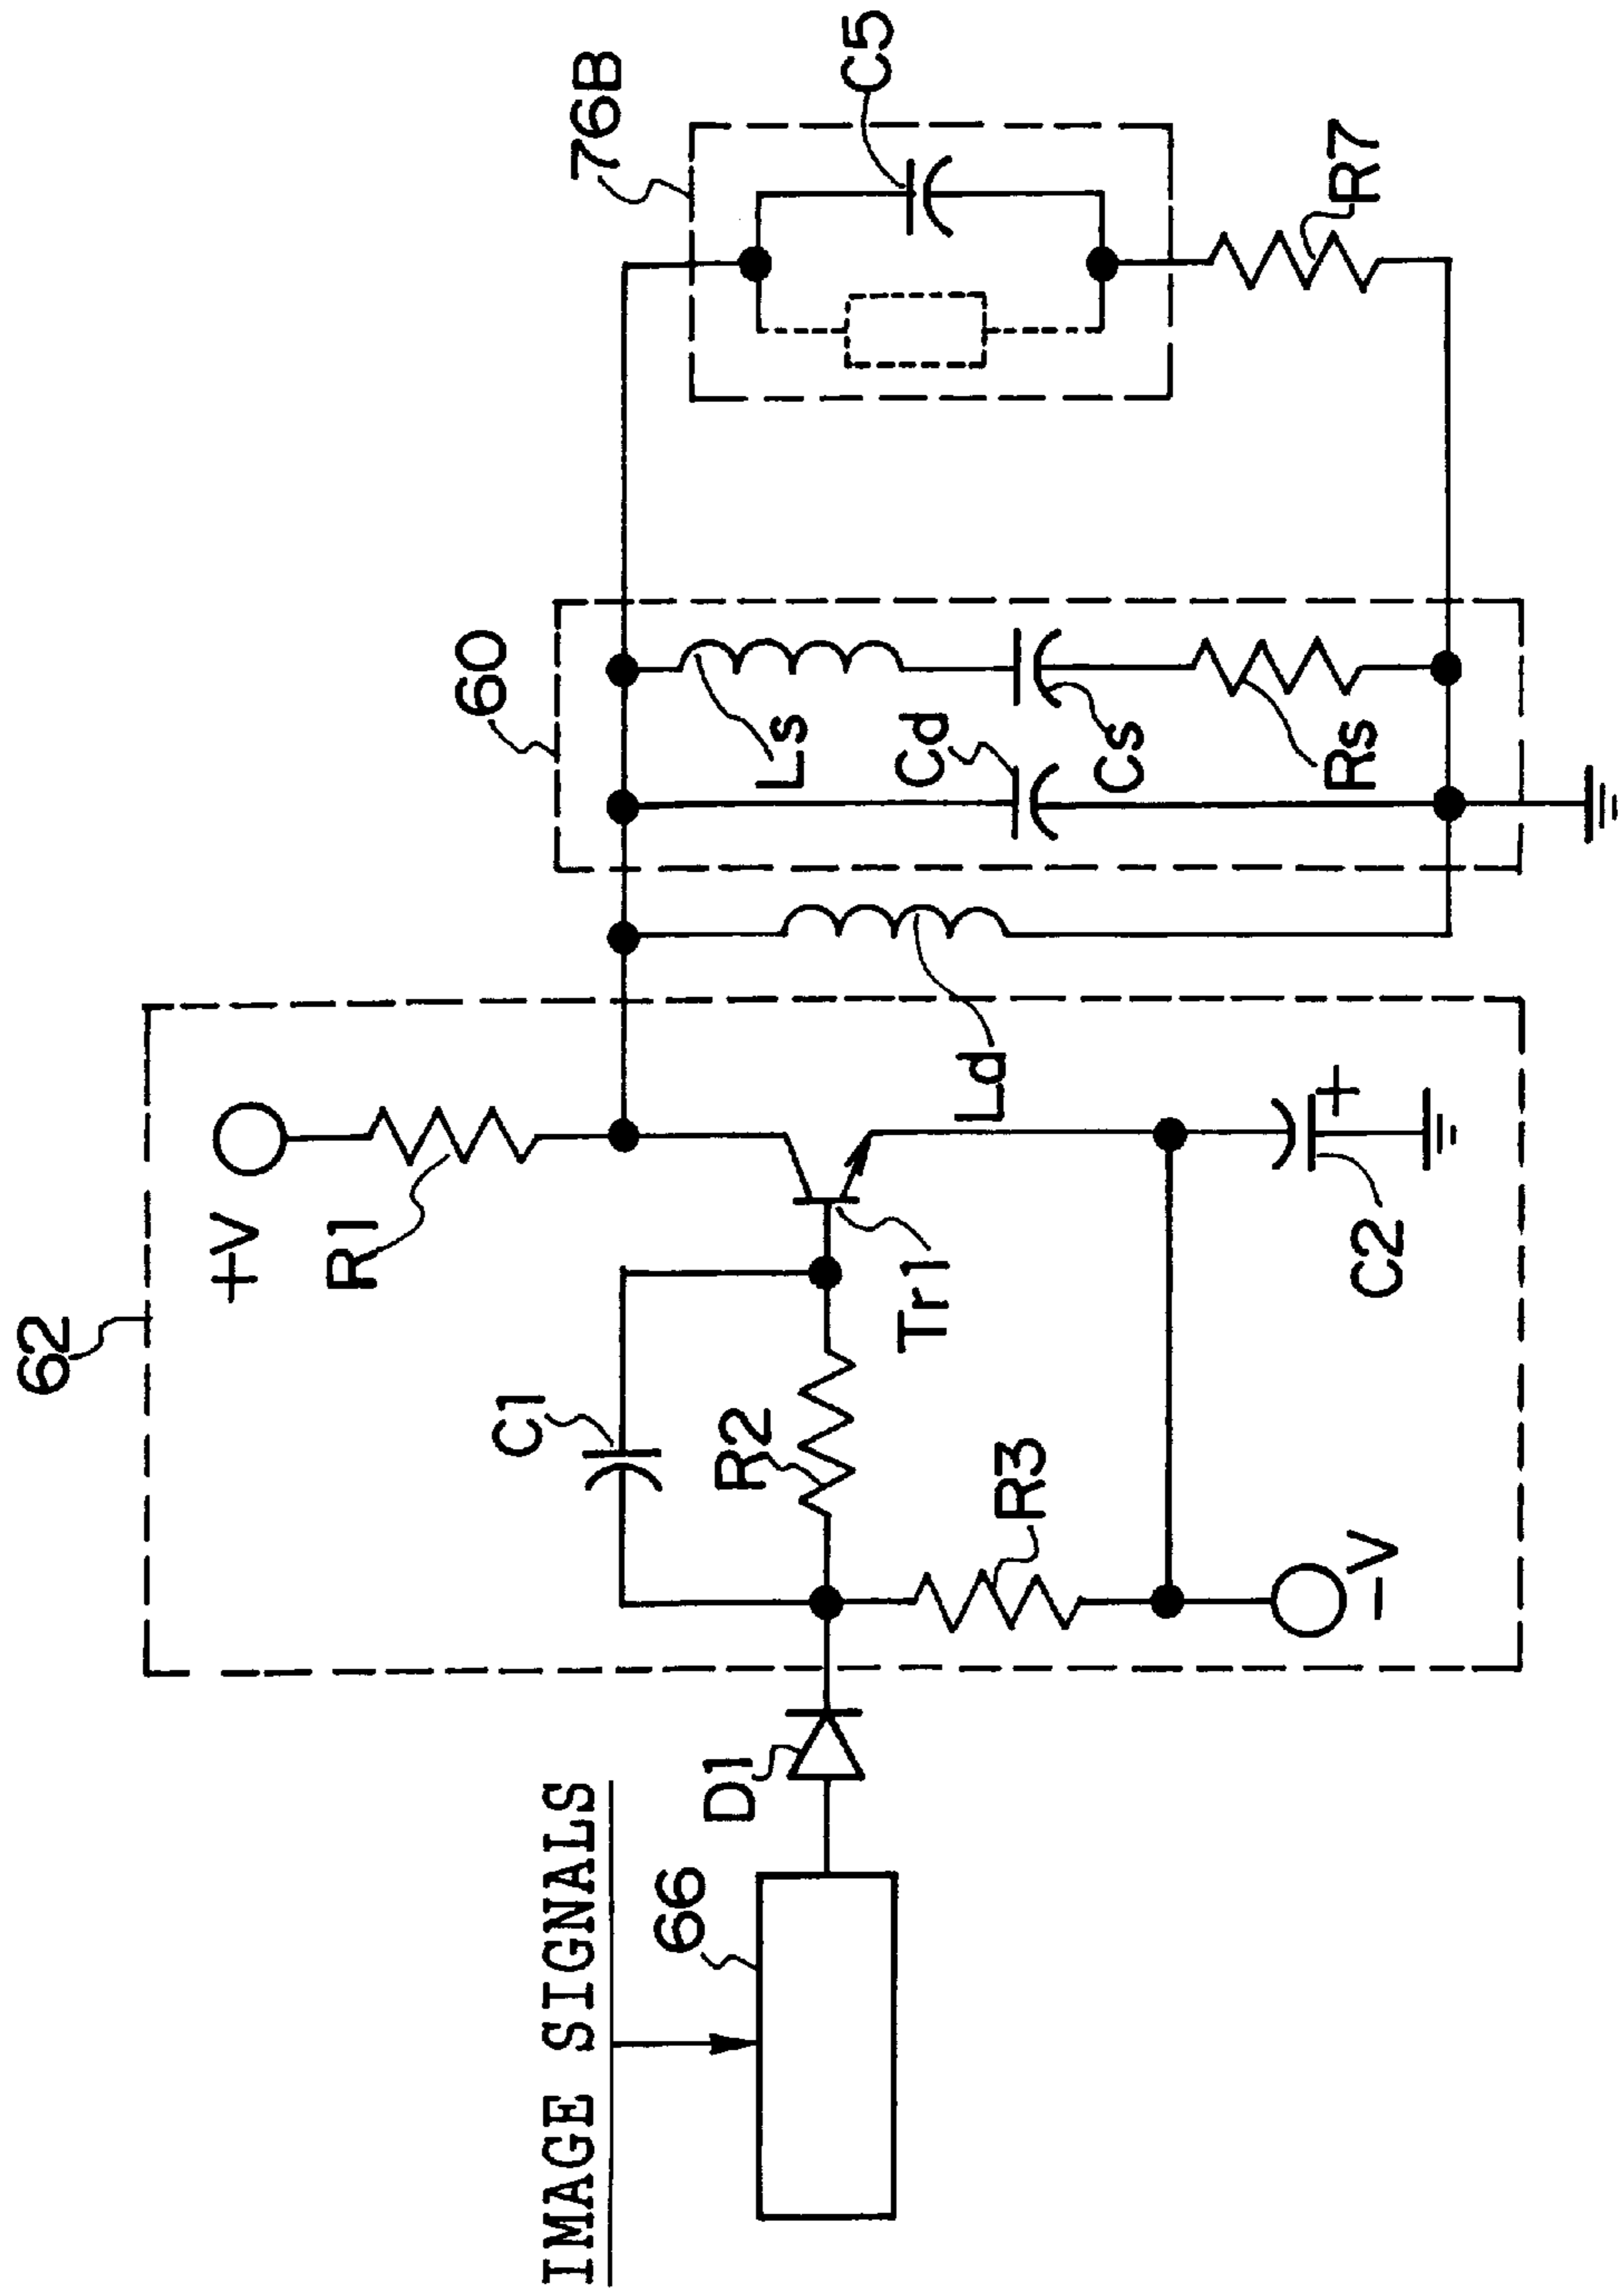 62
+V
R1
C1
R2
Tr1
R3
-V
C2
+
Ld
60
Ls
Cd
Cs
Rs
76B
C5
R7
IMAGE SIGNALS
66
D1